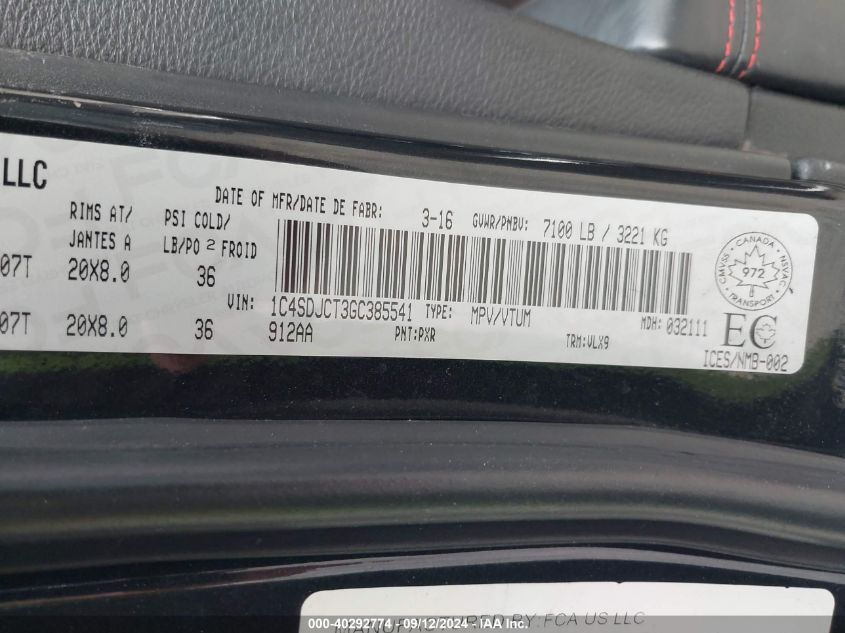 LLC
DATE OF MFR/DATE DE FABR: 3-16 GVWR/PNBV: 7100 LB / 3221 KG
RIMS AT/ PSI COLD/
JANTES A LB/PO 2 FROID
07T 20X8.0 36
VIN: 1C4SDJCT3GC385541 TYPE: MPV/VTUM MDH: 032111
07T 20X8.0 36 912AA PNT:PXR TRM:VLX9
CANADA
CMVSS NSVAC
972
TRANSPORT
EC
ICES/NMB-002
MANUFACTURED BY: FCA US LLC
-000-40292774 - 09/12/2024 - IAA Inc.